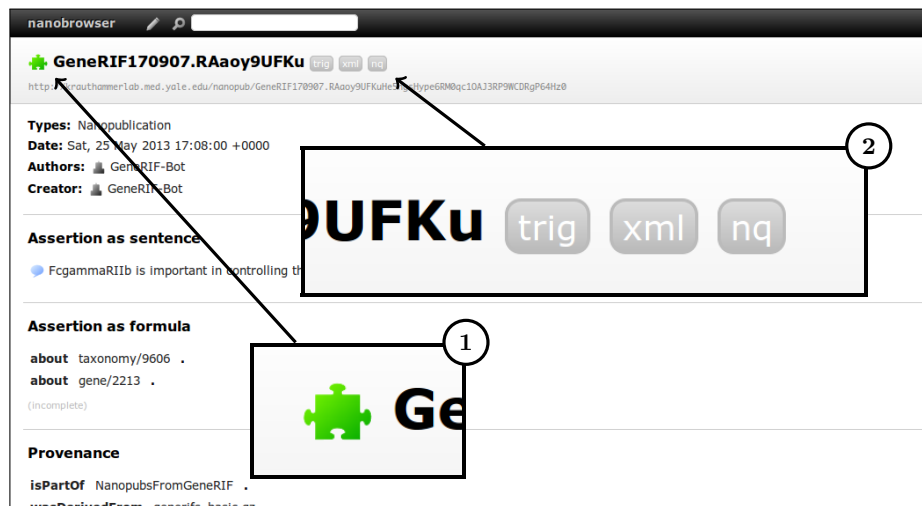 nanobrowser
GeneRIF170907.RAaoy9UFKu trig xml nq
Types: Nanopublication
Date: Sat, 25 May 2013 17:08:00 +0000
Authors: GeneRIF-Bot
Creator: GeneRIF-Bot
2
9UFKu trig xml nq
Assertion as sentence
FcgammaRIIb is important in controlling th
Assertion as formula
about taxonomy/9606 .
about gene/2213 .
(incomplete)
1
Ge
Provenance
isPartOf NanopubsFromGeneRIF .